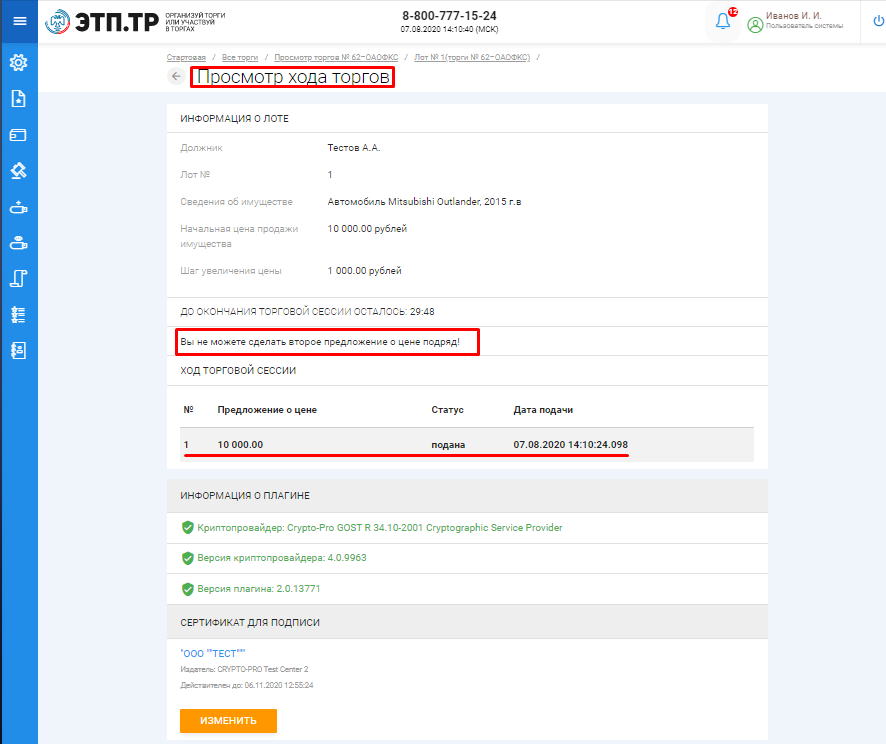 ЭТП.ТР
ОРГАНИЗУЙ ТОРГИ
ИЛИ УЧАСТВУЙ
В ТОРГАХ
8-800-777-15-24
07.08.2020 14:10:40 (МСК)
12
Иванов И. И.
Пользователь системы
Стартовая / Все торги / Просмотр торгов № 62-ОАОФКС / Лот № 1(торги № 62-ОАОФКС) /
Просмотр хода торгов
ИНФОРМАЦИЯ О ЛОТЕ
Должник Тестов А.А.
Лот № 1
Сведения об имуществе Автомобиль Mitsubishi Outlander, 2015 г.в
Начальная цена продажи 10 000.00 рублей
имущества
Шаг увеличения цены 1 000.00 рублей
ДО ОКОНЧАНИЯ ТОРГОВОЙ СЕССИИ ОСТАЛОСЬ: 29:48
Вы не можете сделать второе предложение о цене подряд!
ХОД ТОРГОВОЙ СЕССИИ
№ Предложение о цене Статус Дата подачи
1 10 000.00 подана 07.08.2020 14:10:24.098
ИНФОРМАЦИЯ О ПЛАГИНЕ
Криптопровайдер: Crypto-Pro GOST R 34.10-2001 Cryptographic Service Provider
Версия криптопровайдера: 4.0.9963
Версия плагина: 2.0.13771
СЕРТИФИКАТ ДЛЯ ПОДПИСИ
"ООО ""ТЕСТ"""
Издатель: CRYPTO-PRO Test Center 2
Действителен до: 06.11.2020 12:55:24
ИЗМЕНИТЬ